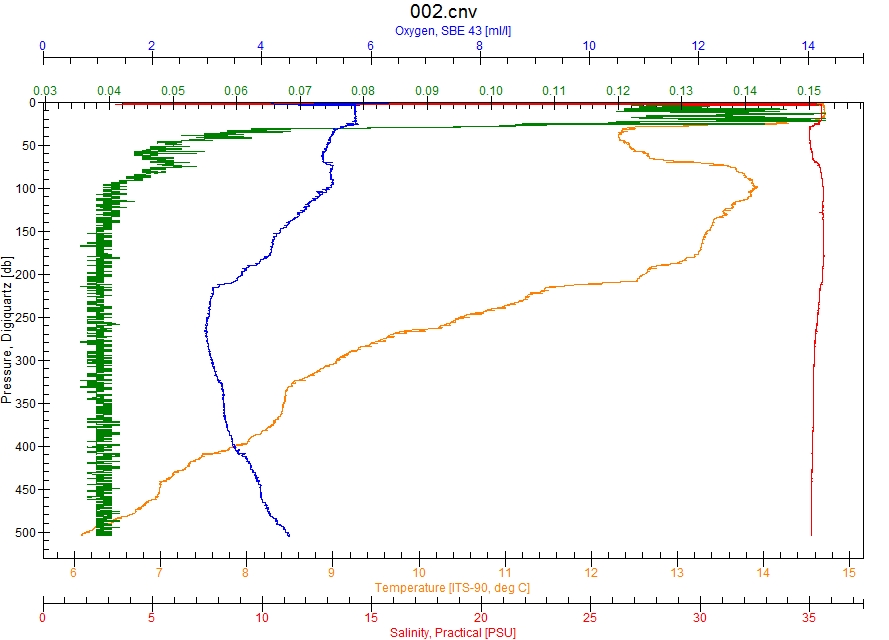 002.cnv
Oxygen, SBE 43 [ml/l]
0 2 4 6 8 10 12 14
0.03 0.04 0.05 0.06 0.07 0.08 0.09 0.10 0.11 0.12 0.13 0.14 0.15
Pressure, Digiquartz [db]
0
50
100
150
200
250
300
350
400
450
500
6 7 8 9 10 11 12 13 14 15
Temperature [ITS-90, deg C]
0 5 10 15 20 25 30 35
Salinity, Practical [PSU]